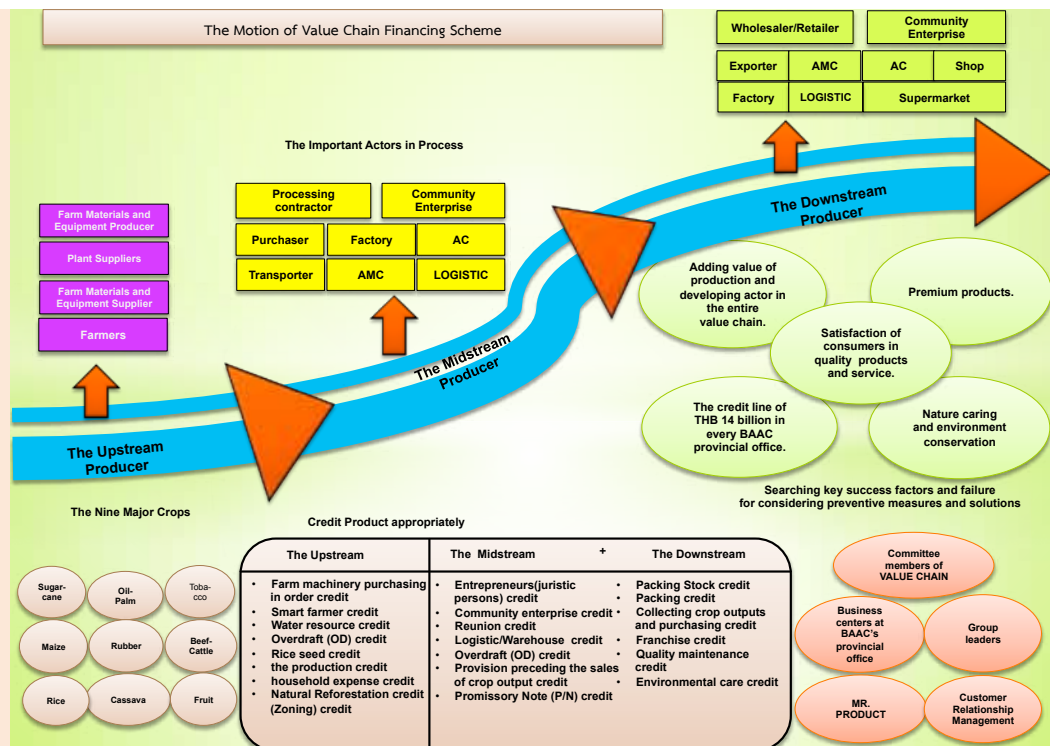 The Motion of Value Chain Financing Scheme
Wholesaler/Retailer
Community
Enterprise
Exporter
AMC
AC
Shop
Factory
LOGISTIC
Supermarket
The Important Actors in Process
Processing
contractor
Community
Enterprise
Purchaser
Factory
AC
Transporter
AMC
LOGISTIC
Farm Materials and
Equipment Producer
Plant Suppliers
Farm Materials and
Equipment Supplier
Farmers
The Upstream
Producer
The Midstream
Producer
The Downstream
Producer
Adding value of
production and
developing actor in
the entire
value chain.
Premium products.
Satisfaction of
consumers in
quality products
and service.
The credit line of
THB 14 billion in
every BAAC
provincial office.
Nature caring
and environment
conservation
Searching key success factors and failure
for considering preventive measures and solutions
The Nine Major Crops
Sugar-
cane
Oil-
Palm
Toba-
cco
Maize
Rubber
Beef-
Cattle
Rice
Cassava
Fruit
Credit Product appropriately
The Upstream
• Farm machinery purchasing
in order credit
• Smart farmer credit
• Water resource credit
• Overdraft (OD) credit
• Rice seed credit
• the production credit
• household expense credit
• Natural Reforestation credit
(Zoning) credit
The Midstream
+
The Downstream
• Entrepreneurs(juristic
persons) credit
• Community enterprise credit
• Reunion credit
• Logistic/Warehouse credit
• Overdraft (OD) credit
• Provision preceding the sales
of crop output credit
• Promissory Note (P/N) credit
• Packing Stock credit
• Packing credit
• Collecting crop outputs
and purchasing credit
• Franchise credit
• Quality maintenance
credit
• Environmental care credit
Committee
members of
VALUE CHAIN
Business
centers at
BAAC's
provincial
office
Group
leaders
MR.
PRODUCT
Customer
Relationship
Management